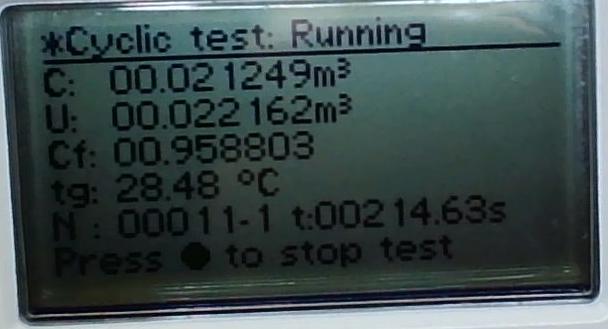 *Cyclic test: Running
C: 00.021249m³
U: 00.022162m³
Cf: 00.958803
tg: 28.48 °C
N : 00011-1 t:00214.63s
Press ● to stop test